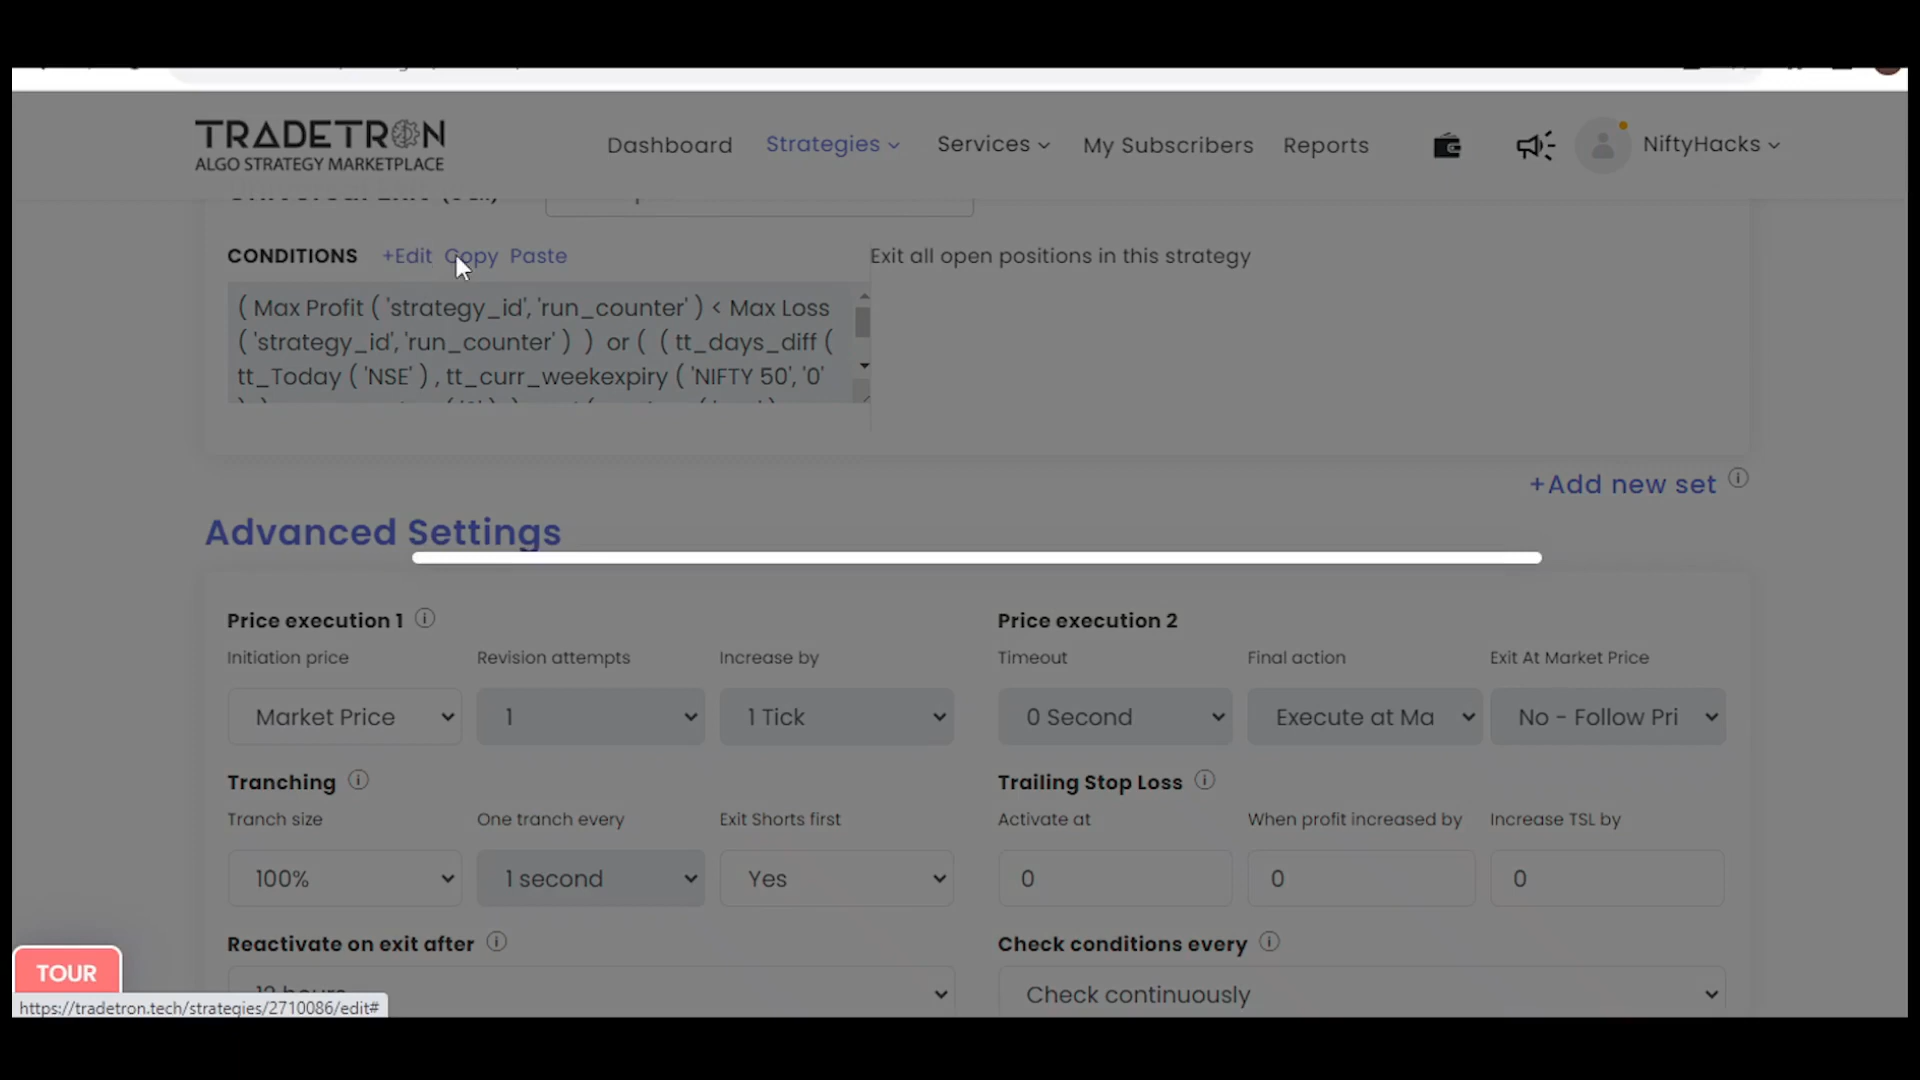 TRADETRON
ALGO STRATEGY MARKETPLACE
Dashboard Strategies Services My Subscribers Reports NiftyHacks
CONDITIONS +Edit Copy Paste
Exit all open positions in this strategy
( Max Profit ( 'strategy_id', 'run_counter' ) < Max Loss
( 'strategy_id', 'run_counter' ) ) or ( ( tt_days_diff (
tt_Today ( 'NSE' ) , tt_curr_weekexpiry ( 'NIFTY 50', '0'
+Add new set
Advanced Settings
Price execution 1 Price execution 2
Initiation price Revision attempts Increase by Timeout Final action Exit At Market Price
Market Price 1 1 Tick 0 Second Execute at Ma No - Follow Pri
Tranching Trailing Stop Loss
Tranch size One tranch every Exit Shorts first Activate at When profit increased by Increase TSL by
100% 1 second Yes 0 0 0
Reactivate on exit after Check conditions every
12 hours Check continuously
TOUR
https://tradetron.tech/strategies/2710086/edit#